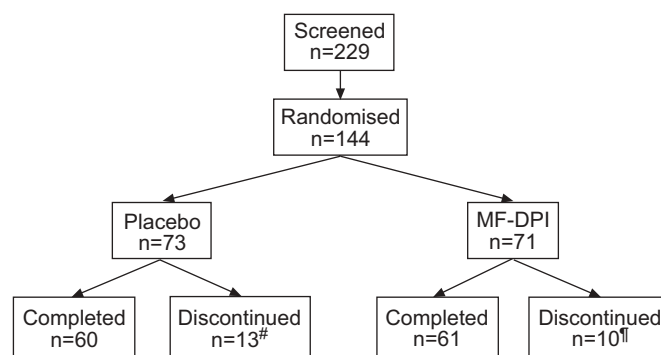 Screened
n=229
Randomised
n=144
Placebo
n=73
MF-DPI
n=71
Completed
n=60
Discontinued
n=13#
Completed
n=61
Discontinued
n=10¶